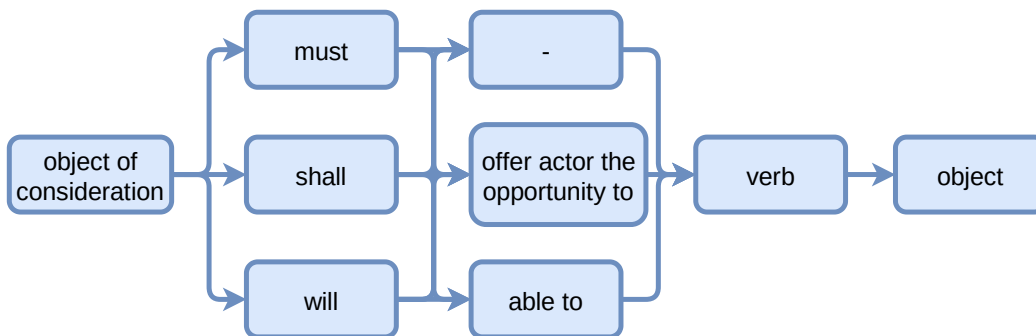 object of
consideration
must
shall
will
-
offer actor the
opportunity to
able to
verb
object